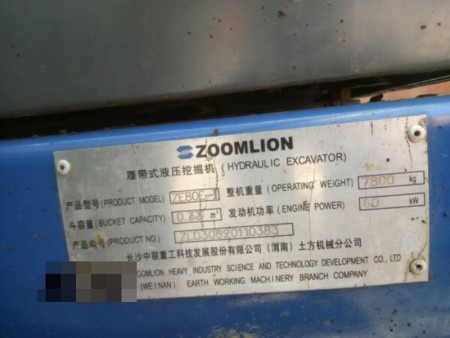 ZOOMLION
履带式液压挖掘机 (HYDRAULIC EXCAVATOR)
产品型号 (PRODUCT MODEL) 整机重量 (OPERATING WEIGHT) 7800 kg
斗容量 (BUCKET CAPACITY) m³ 发动机功率 (ENGINE POWER) kW
产品编号 (PRODUCT NO.)
长沙中联重工科技发展股份有限公司 (渭南) 土方机械分公司
ZOOMLION HEAVY INDUSTRY SCIENCE AND TECHNOLOGY DEVELOPMENT CO., LTD
(WEINAN) EARTH WORKING MACHINERY BRANCH COMPANY